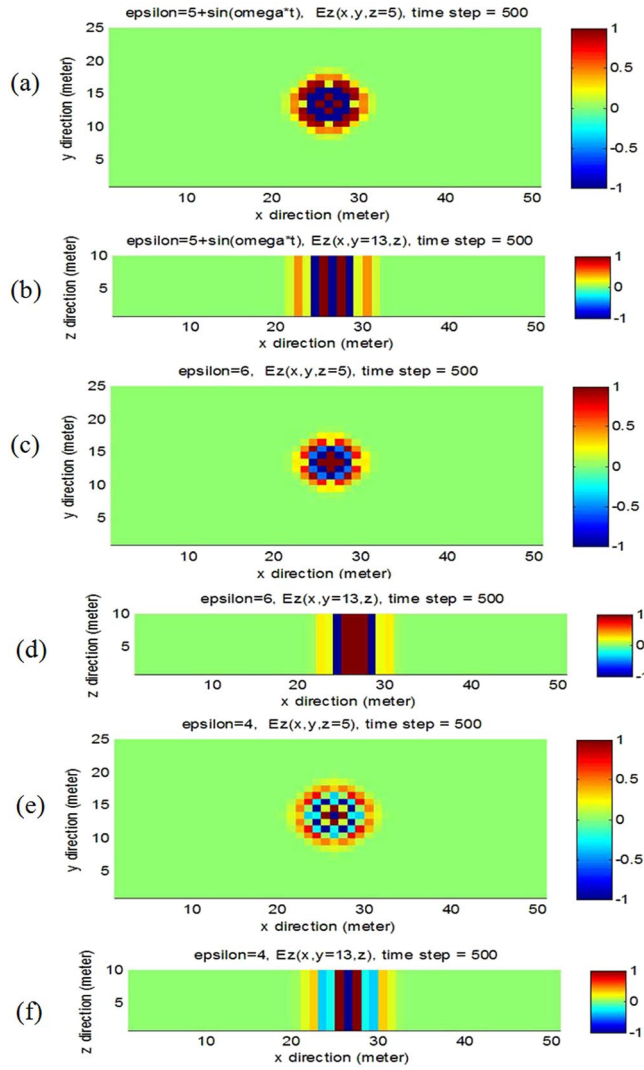 epsilon=5+sin(omega*t), Ez(x,y,z=5), time step = 500
(a)
y direction (meter)
25
20
15
10
5
10 20 30 40 50
x direction (meter)
1
0.5
0
-0.5
-1
epsilon=5+sin(omega*t), Ez(x,y=13,z), time step = 500
(b)
z direction (meter)
10
5
10 20 30 40 50
x direction (meter)
1
0
-1
epsilon=6, Ez(x,y,z=5), time step = 500
(c)
y direction (meter)
25
20
15
10
5
10 20 30 40 50
x direction (meter)
1
0.5
0
-0.5
-1
epsilon=6, Ez(x,y=13,z), time step = 500
(d)
z direction (meter)
10
5
10 20 30 40 50
x direction (meter)
1
0
-1
epsilon=4, Ez(x,y,z=5), time step = 500
(e)
y direction (meter)
25
20
15
10
5
10 20 30 40 50
x direction (meter)
1
0.5
0
-0.5
-1
epsilon=4, Ez(x,y=13,z), time step = 500
(f)
z direction (meter)
10
5
10 20 30 40 50
x direction (meter)
1
0
-1